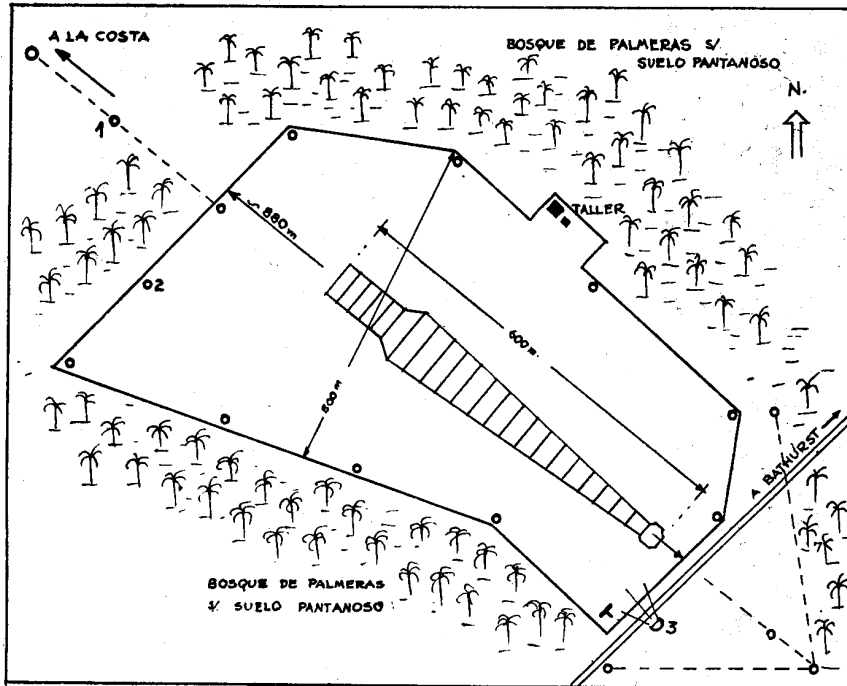 A LA COSTA
BOSQUE DE PALMERAS S/
SUELO PANTANOSO
N.
1
TALLER
~ 880 m
2
600 m.
800 m
A BATHURST
BOSQUE DE PALMERAS
S/ SUELO PANTANOSO
3